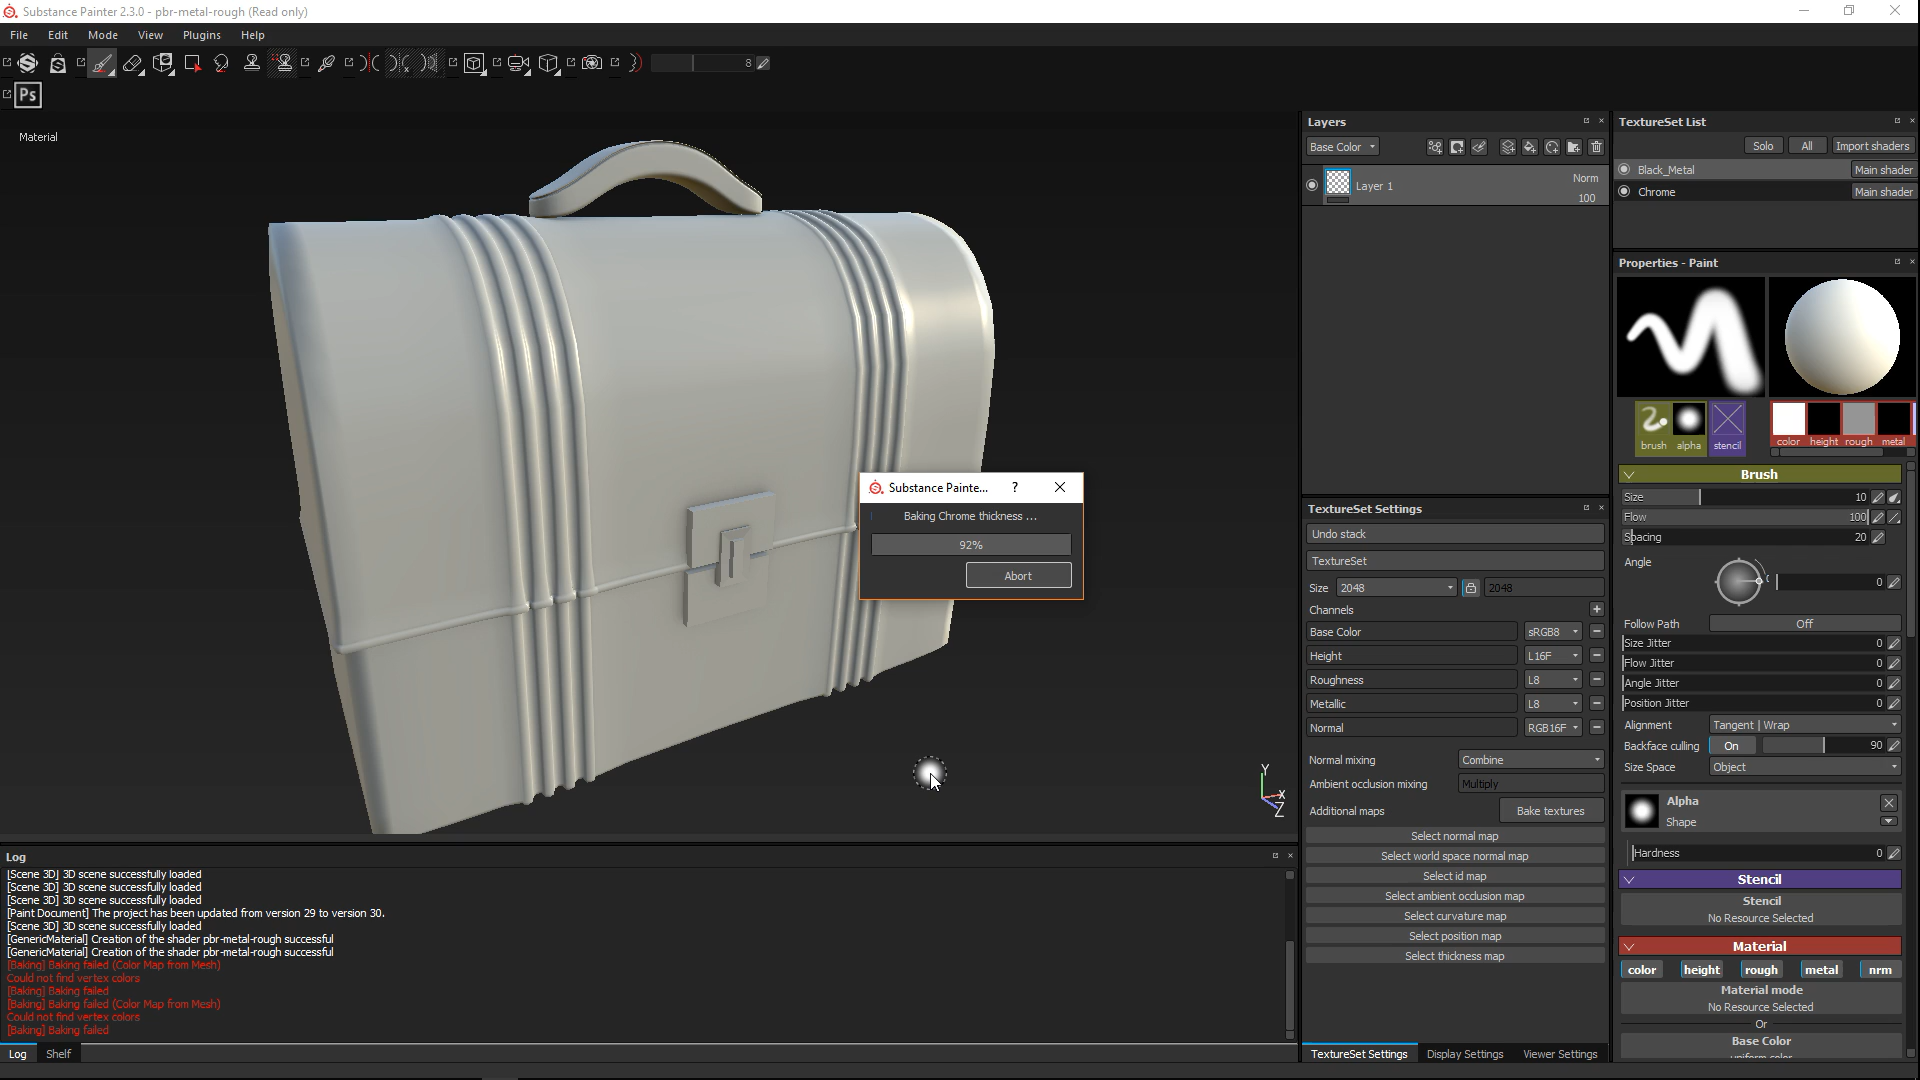 Substance Painter 2.3.0 - pbr-metal-rough (Read only)
File Edit Mode View Plugins Help
8
Ps
Material
Layers
Base Color
Layer 1
Norm
100
TextureSet List
Solo All Import shaders
Black_Metal Main shader
Chrome Main shader
Properties - Paint
brush alpha stencil
color height rough metal
Brush
Size 10
Flow 100
Spacing 20
Angle
0
Follow Path Off
Size Jitter 0
Flow Jitter 0
Angle Jitter 0
Position Jitter 0
Alignment Tangent | Wrap
Backface culling On 90
Size Space Object
Alpha
Shape
Hardness 0
Stencil
Stencil
No Resource Selected
Material
color height rough metal nrm
Material mode
No Resource Selected
Or
Base Color
uniform color
Substance Painte... ?
Baking Chrome thickness ...
92%
Abort
TextureSet Settings
Undo stack
TextureSet
Size 2048 2048
Channels
Base Color sRGB8
Height L16F
Roughness L8
Metallic L8
Normal RGB16F
Normal mixing Combine
Ambient occlusion mixing Multiply
Additional maps Bake textures
Select normal map
Select world space normal map
Select id map
Select ambient occlusion map
Select curvature map
Select position map
Select thickness map
TextureSet Settings Display Settings Viewer Settings
Y
X
Z
Log
[Scene 3D] 3D scene successfully loaded
[Scene 3D] 3D scene successfully loaded
[Scene 3D] 3D scene successfully loaded
[Paint Document] The project has been updated from version 29 to version 30.
[Scene 3D] 3D scene successfully loaded
[GenericMaterial] Creation of the shader pbr-metal-rough successful
[GenericMaterial] Creation of the shader pbr-metal-rough successful
[Baking] Baking failed (Color Map from Mesh)
Could not find vertex colors
[Baking] Baking failed
[Baking] Baking failed (Color Map from Mesh)
Could not find vertex colors
[Baking] Baking failed
Log Shelf